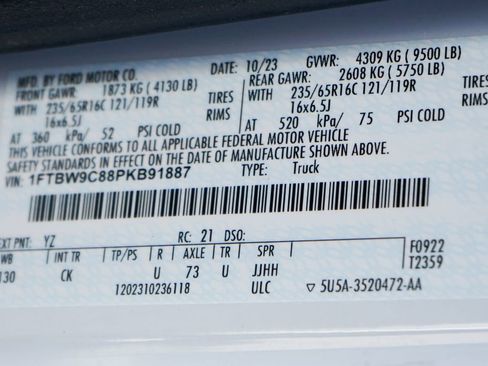 MFD. BY FORD MOTOR CO.
10/23 GVWR: 4309 KG ( 9500 LB)
FRONT GAWR: 1873 KG ( 4130 LB)
REAR GAWR: 2608 KG ( 5750 LB)
WITH 235/65R16C 121/119R TIRES
WITH 235/65R16C 121/119R TIRES
16x6.5J RIMS
16x6.5J RIMS
AT 360 kPa/ 52 PSI COLD
AT 520 kPa/ 75 PSI COLD
THIS VEHICLE CONFORMS TO ALL APPLICABLE FEDERAL MOTOR VEHICLE
SAFETY STANDARDS IN EFFECT ON THE DATE OF MANUFACTURE SHOWN ABOVE.
VIN: 1FTBW9C88PKB91887 TYPE: Truck
EXT PNT: YZ RC: 21 DSO:
WB INT TR TP/PS R AXLE TR SPR
130 CK U 73 U JJHH
1202310236118 ULC
F0922
T2359
▽ 5U5A-3520472-AA